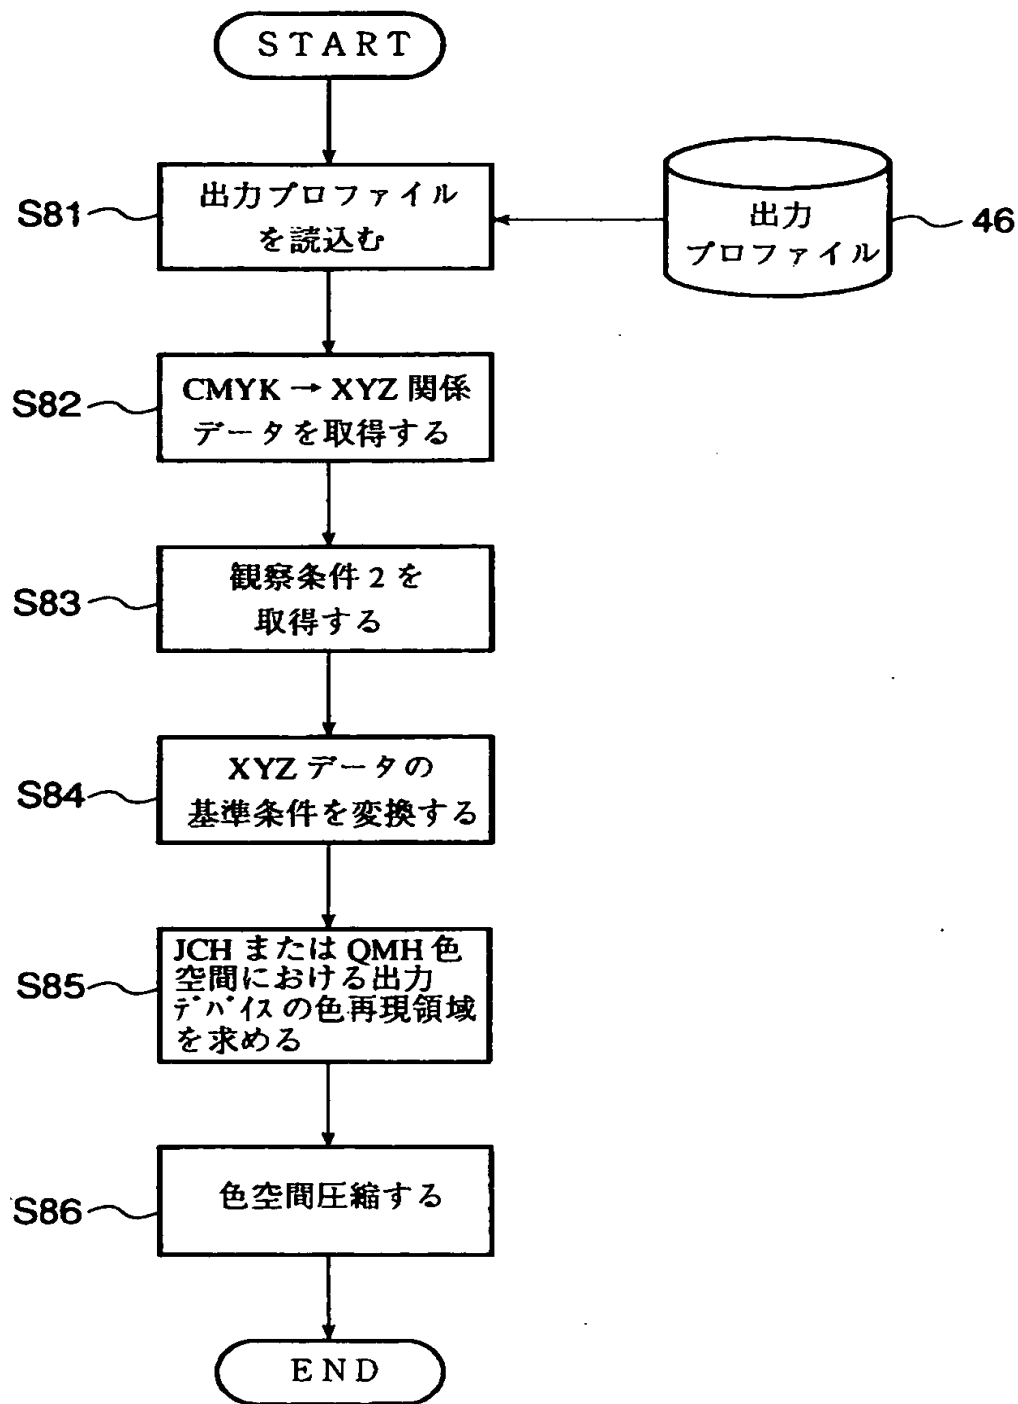 START
S81
出力プロファイル
を読込む
出力
プロファイル
46
S82
CMYK → XYZ 関係
データを取得する
S83
観察条件2を
取得する
S84
XYZ データの
基準条件を変換する
S85
JCH または QMH 色
空間における出力
ﾃﾞﾊﾞｲｽの色再現領域
を求める
S86
色空間圧縮する
END